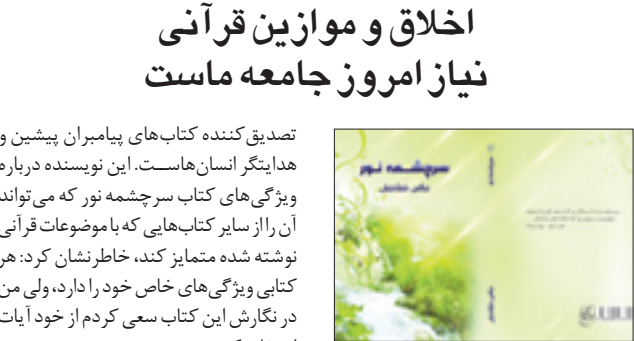 اخلاق و موازین قرآنی
نیاز امروز جامعه ماست
تصدیق‌کننده کتاب‌های پیامبران پیشین و
هدایتگر انسان‌هاســت. این نویسنده درباره
ویژگی‌های کتاب سرچشمه نور که می‌تواند
آن را از سایر کتاب‌هایی که با موضوعات قرآنی
نوشته شده متمایز کند، خاطرنشان کرد: هر
کتابی ویژگی‌های خاص خود را دارد، ولی من
در نگارش این کتاب سعی کردم از خود آیات
سرچشمه نور